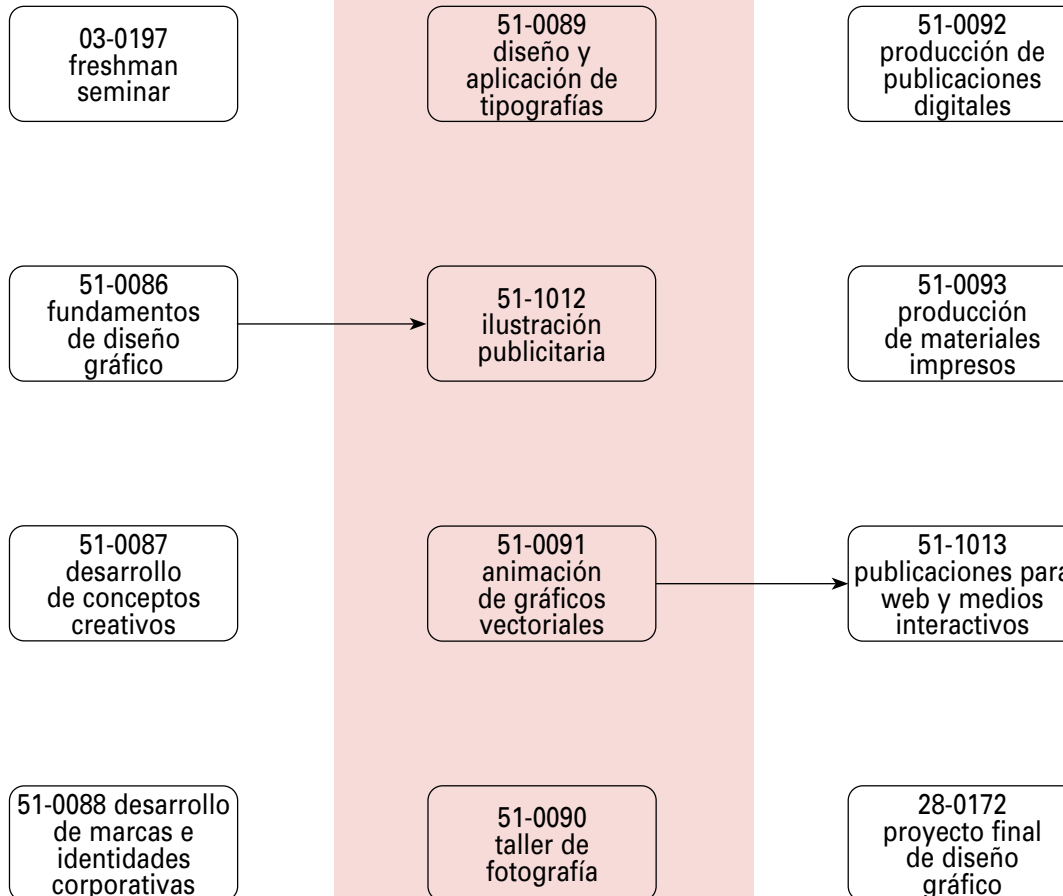 03-0197
freshman
seminar
51-0086
fundamentos
de diseño
gráfico
51-0087
desarrollo
de conceptos
creativos
51-0088 desarrollo
de marcas e
identidades
corporativas
51-0089
diseño y
aplicación de
tipografías
51-1012
ilustración
publicitaria
51-0091
animación
de gráficos
vectoriales
51-0090
taller de
fotografía
51-0092
producción de
publicaciones
digitales
51-0093
producción
de materiales
impresos
51-1013
publicaciones para
web y medios
interactivos
28-0172
proyecto final
de diseño
gráfico